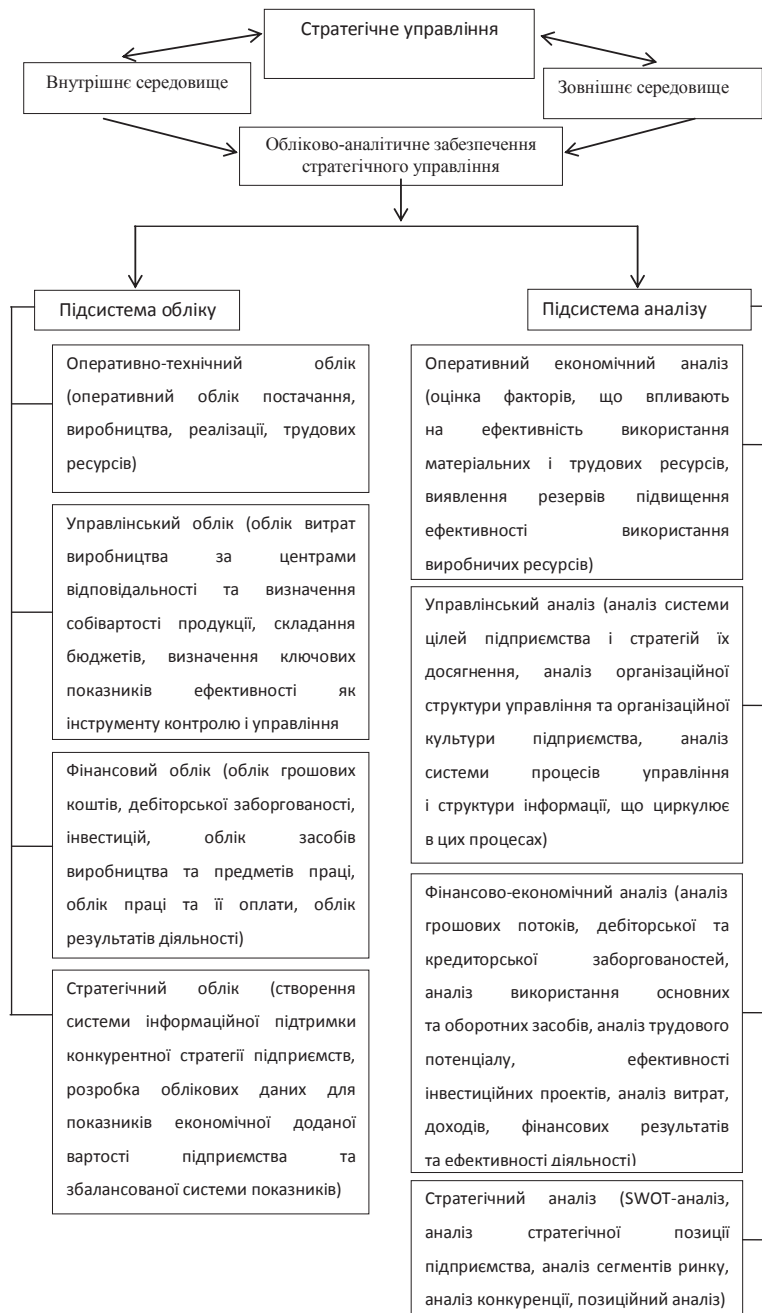 Стратегічне управління
Внутрішнє середовище
Зовнішнє середовище
Обліково-аналітичне забезпечення
стратегічного управління
Підсистема обліку
Оперативно-технічний облік
(оперативний облік постачання,
виробництва, реалізації, трудових
ресурсів)
Управлінський облік (облік витрат
виробництва за центрами
відповідальності та визначення
собівартості продукції, складання
бюджетів, визначення ключових
показників ефективності як
інструменту контролю і управління
Фінансовий облік (облік грошових
коштів, дебіторської заборгованості,
інвестицій, облік засобів
виробництва та предметів праці,
облік праці та її оплати, облік
результатів діяльності)
Стратегічний облік (створення
системи інформаційної підтримки
конкурентної стратегії підприємств,
розробка облікових даних для
показників економічної доданої
вартості підприємства та
збалансованої системи показників)
Підсистема аналізу
Оперативний економічний аналіз
(оцінка факторів, що впливають
на ефективність використання
матеріальних і трудових ресурсів,
виявлення резервів підвищення
ефективності використання
виробничих ресурсів)
Управлінський аналіз (аналіз системи
цілей підприємства і стратегій їх
досягнення, аналіз організаційної
структури управління та організаційної
культури підприємства, аналіз
системи процесів управління
і структури інформації, що циркулює
в цих процесах)
Фінансово-економічний аналіз (аналіз
грошових потоків, дебіторської та
кредиторської заборгованостей,
аналіз використання основних
та оборотних засобів, аналіз трудового
потенціалу, ефективності
інвестиційних проектів, аналіз витрат,
доходів, фінансових результатів
та ефективності діяльності)
Стратегічний аналіз (SWOT-аналіз,
аналіз стратегічної позиції
підприємства, аналіз сегментів ринку,
аналіз конкуренції, позиційний аналіз)